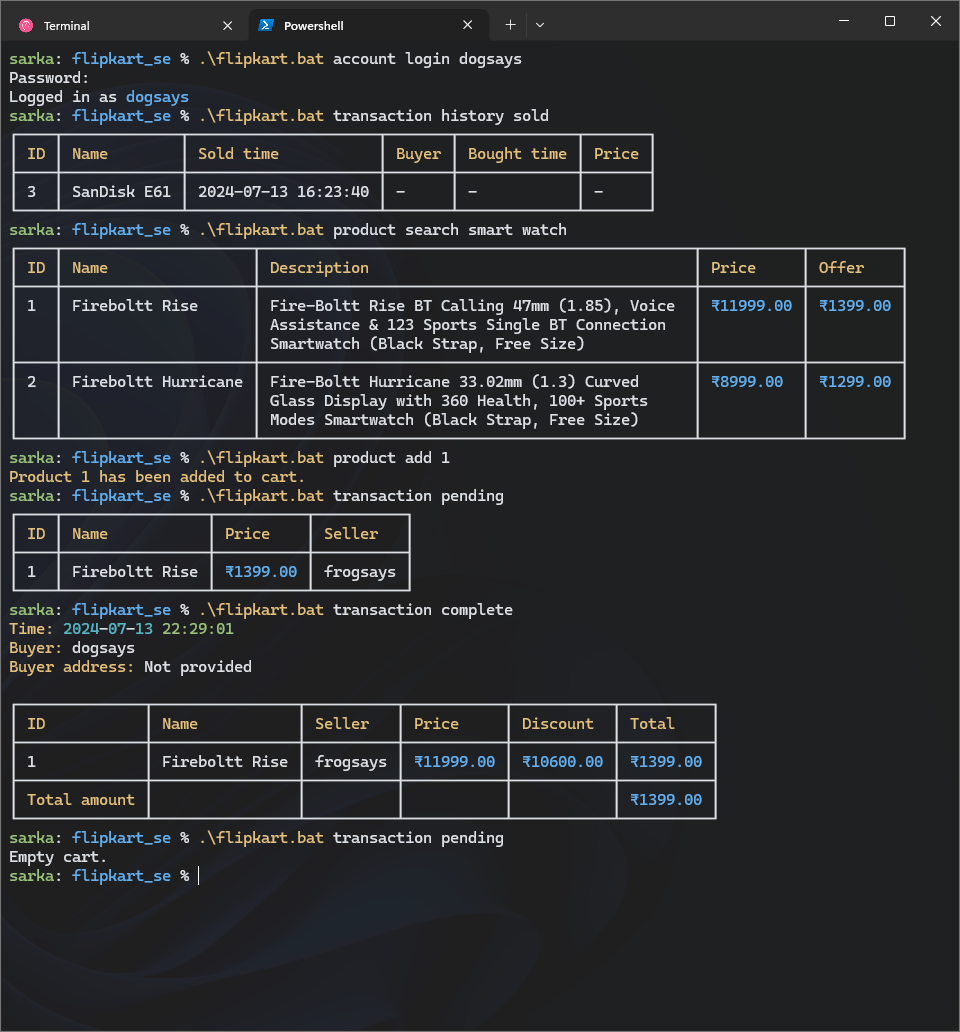 Terminal
Powershell
sarka: flipkart_se % .\flipkart.bat account login dogsays
Password:
Logged in as dogsays
sarka: flipkart_se % .\flipkart.bat transaction history sold
ID Name Sold time Buyer Bought time Price
3 SanDisk E61 2024-07-13 16:23:40 - - -
sarka: flipkart_se % .\flipkart.bat product search smart watch
ID Name Description Price Offer
1 Fireboltt Rise Fire-Boltt Rise BT Calling 47mm (1.85), Voice ₹11999.00 ₹1399.00
Assistance & 123 Sports Single BT Connection
Smartwatch (Black Strap, Free Size)
2 Fireboltt Hurricane Fire-Boltt Hurricane 33.02mm (1.3) Curved ₹8999.00 ₹1299.00
Glass Display with 360 Health, 100+ Sports
Modes Smartwatch (Black Strap, Free Size)
sarka: flipkart_se % .\flipkart.bat product add 1
Product 1 has been added to cart.
sarka: flipkart_se % .\flipkart.bat transaction pending
ID Name Price Seller
1 Fireboltt Rise ₹1399.00 frogsays
sarka: flipkart_se % .\flipkart.bat transaction complete
Time: 2024-07-13 22:29:01
Buyer: dogsays
Buyer address: Not provided
ID Name Seller Price Discount Total
1 Fireboltt Rise frogsays ₹11999.00 ₹10600.00 ₹1399.00
Total amount ₹1399.00
sarka: flipkart_se % .\flipkart.bat transaction pending
Empty cart.
sarka: flipkart_se %